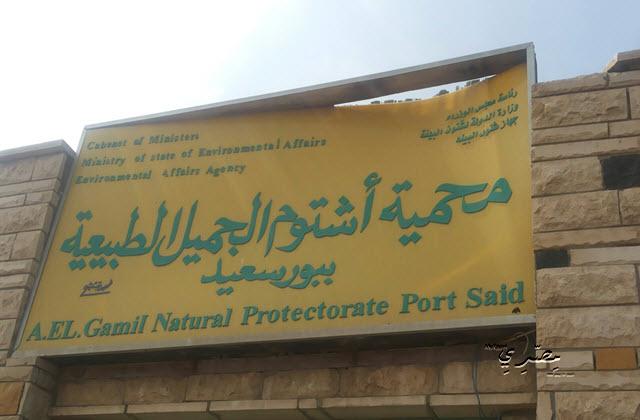 Cabenet of Ministers
Ministry of state of Environmental Affairs
Environmental Affairs Agency
رئاسة مجلس الوزراء
وزارة الدولة لشئون البيئة
جهاز شئون البيئة
محمية أشتوم الجميل الطبيعية
ببورسعيد
A.EL.Gamil Natural Protectorate Port Said